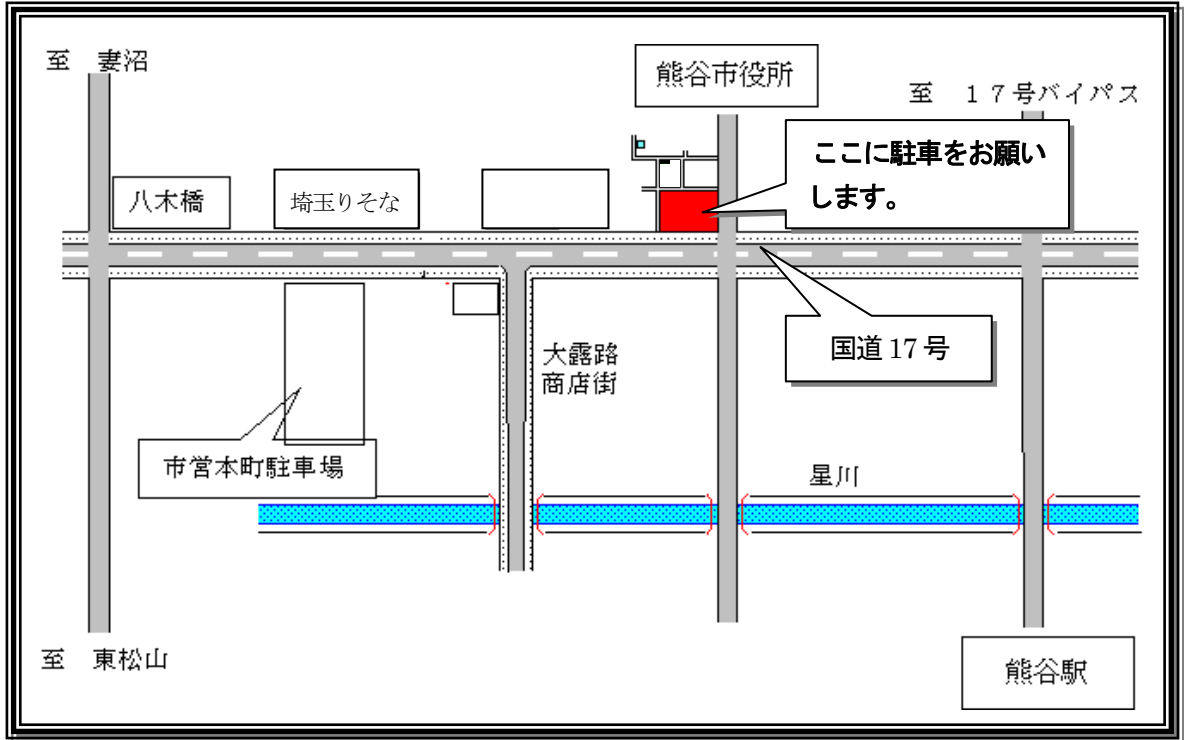 至　妻沼
熊谷市役所
至　１７号バイパス
ここに駐車をお願い
します。
八木橋
埼玉りそな
国道17号
大露路
商店街
市営本町駐車場
星川
至　東松山
熊谷駅